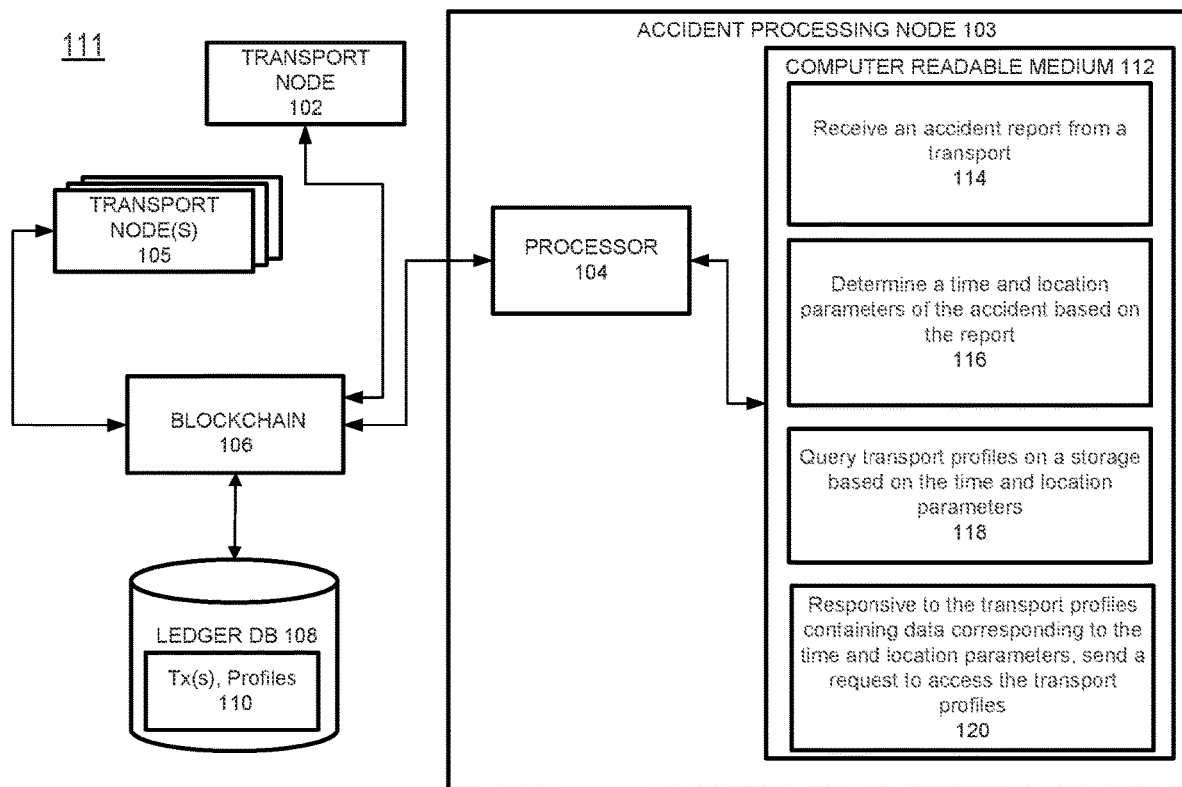 111
TRANSPORT
NODE
102
TRANSPORT
NODE(S)
105
BLOCKCHAIN
106
LEDGER DB 108
Tx(s), Profiles
110
ACCIDENT PROCESSING NODE 103
PROCESSOR
104
COMPUTER READABLE MEDIUM 112
Receive an accident report from a
transport
114
Determine a time and location
parameters of the accident based on
the report
116
Query transport profiles on a storage
based on the time and location
parameters
118
Responsive to the transport profiles
containing data corresponding to the
time and location parameters, send a
request to access the transport
profiles
120